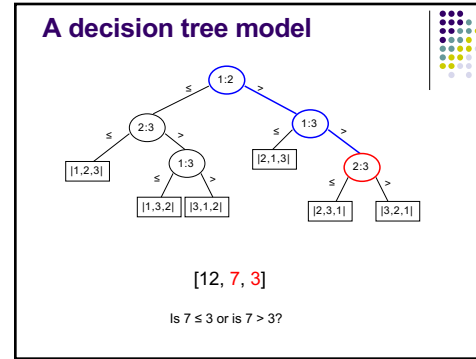 A decision tree model
1:2
≤ >
2:3 1:3
≤ > ≤ >
|1,2,3| 1:3 |2,1,3| 2:3
≤ > ≤ >
|1,3,2| |3,1,2| |2,3,1| |3,2,1|
[12, 7, 3]
Is 7 ≤ 3 or is 7 > 3?